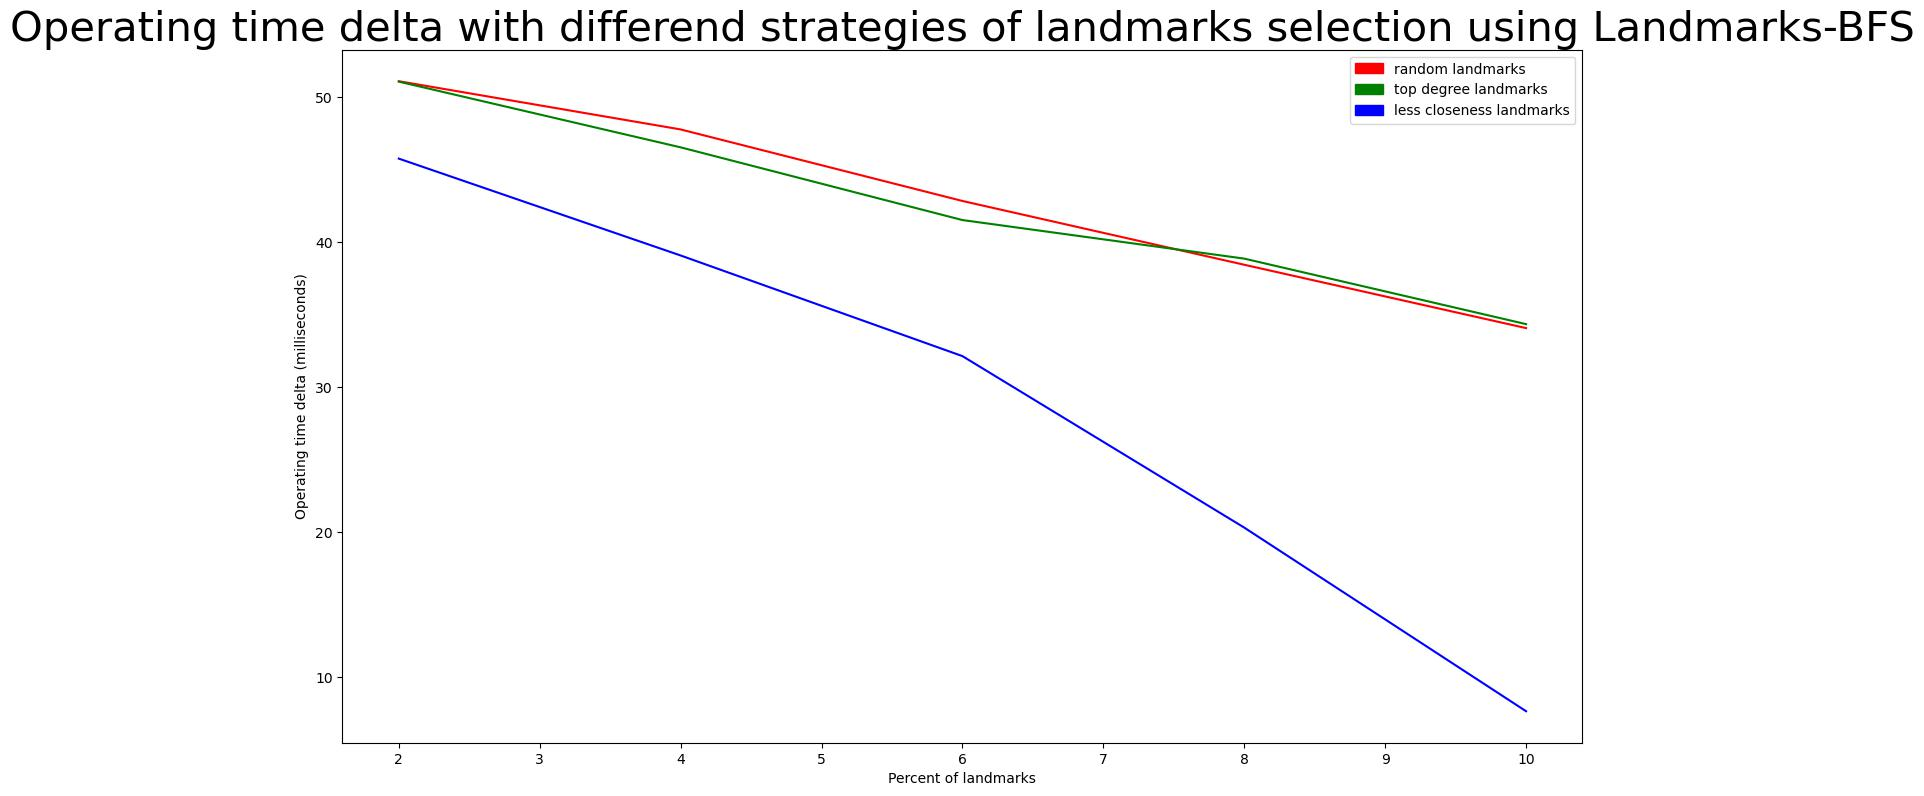 Operating time delta with differend strategies of landmarks selection using Landmarks-BFS
random landmarks
top degree landmarks
less closeness landmarks
Operating time delta (milliseconds)
50
40
30
20
10
2 3 4 5 6 7 8 9 10
Percent of landmarks